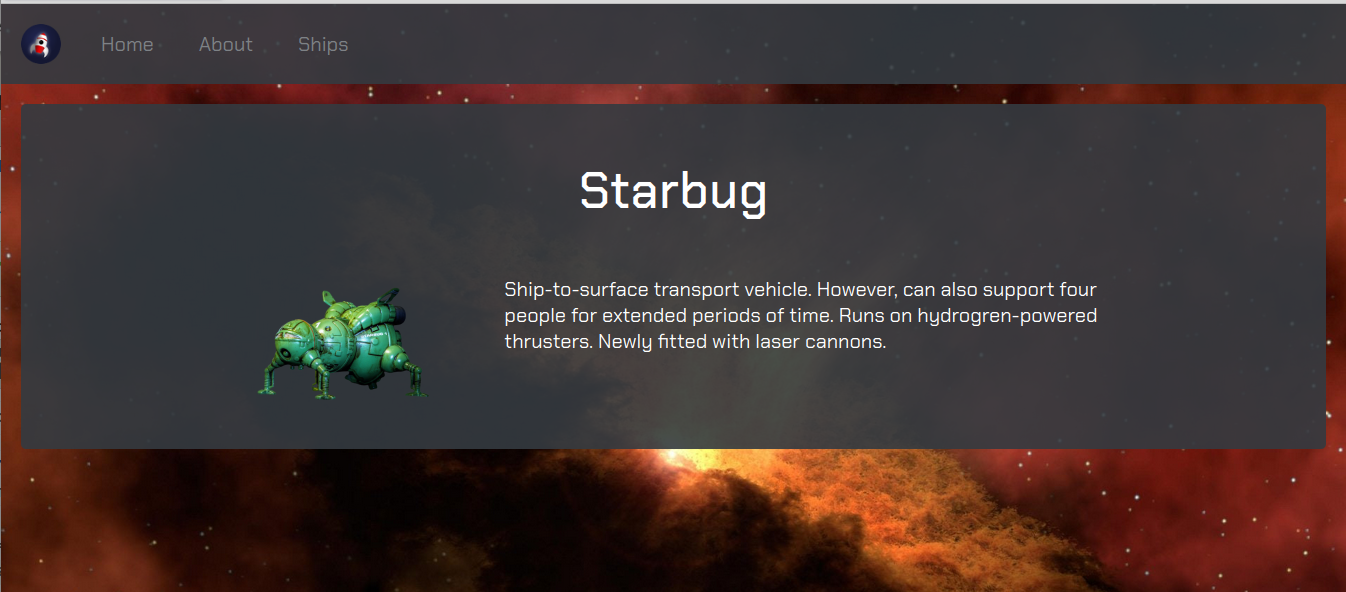 Home About Ships
Starbug
Ship-to-surface transport vehicle. However, can also support four
people for extended periods of time. Runs on hydrogren-powered
thrusters. Newly fitted with laser cannons.